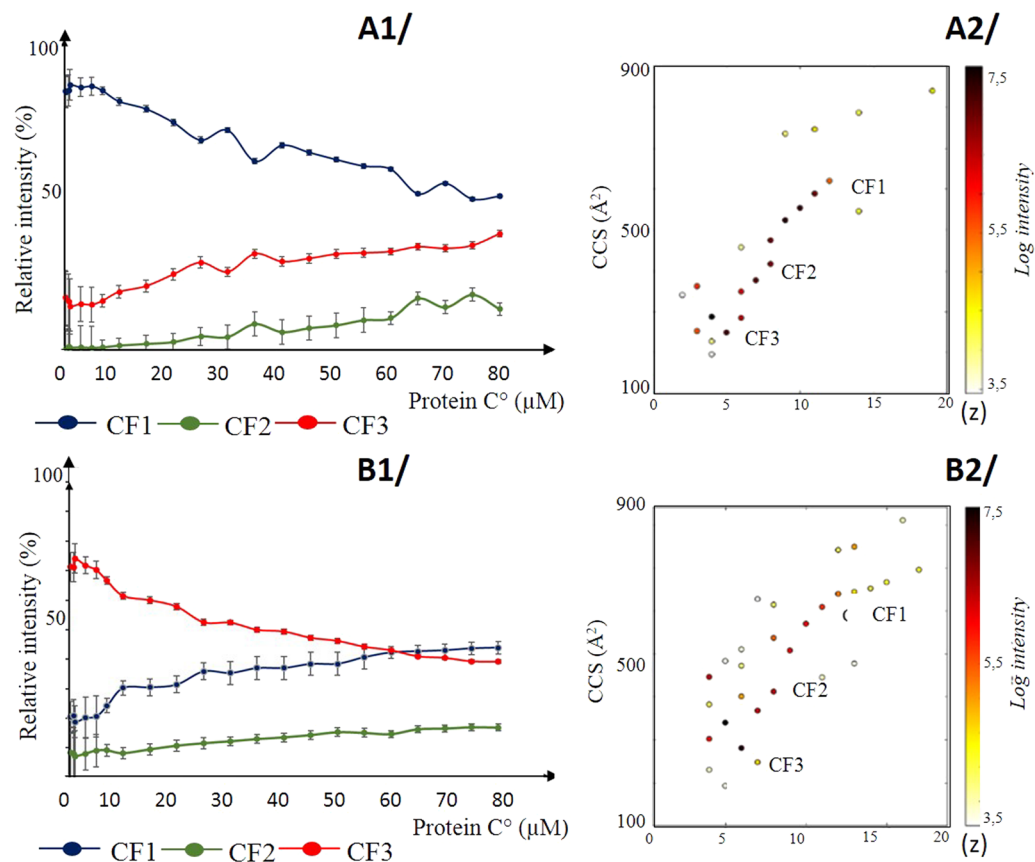 A1/
100
50
Relative intensity (%)
0 10 20 30 40 50 60 70 80
Protein C° (µM)
CF1 CF2 CF3
A2/
900
500
100
CCS (Å²)
CF1
CF2
CF3
0 5 10 15 20
(z)
7,5
5,5
3,5
Log intensity
B1/
100
50
Relative intensity (%)
0 10 20 30 40 50 60 70 80
Protein C° (µM)
CF1 CF2 CF3
B2/
900
500
100
CCS (Å²)
CF1
CF2
CF3
0 5 10 15 20
(z)
7,5
5,5
3,5
Log intensity